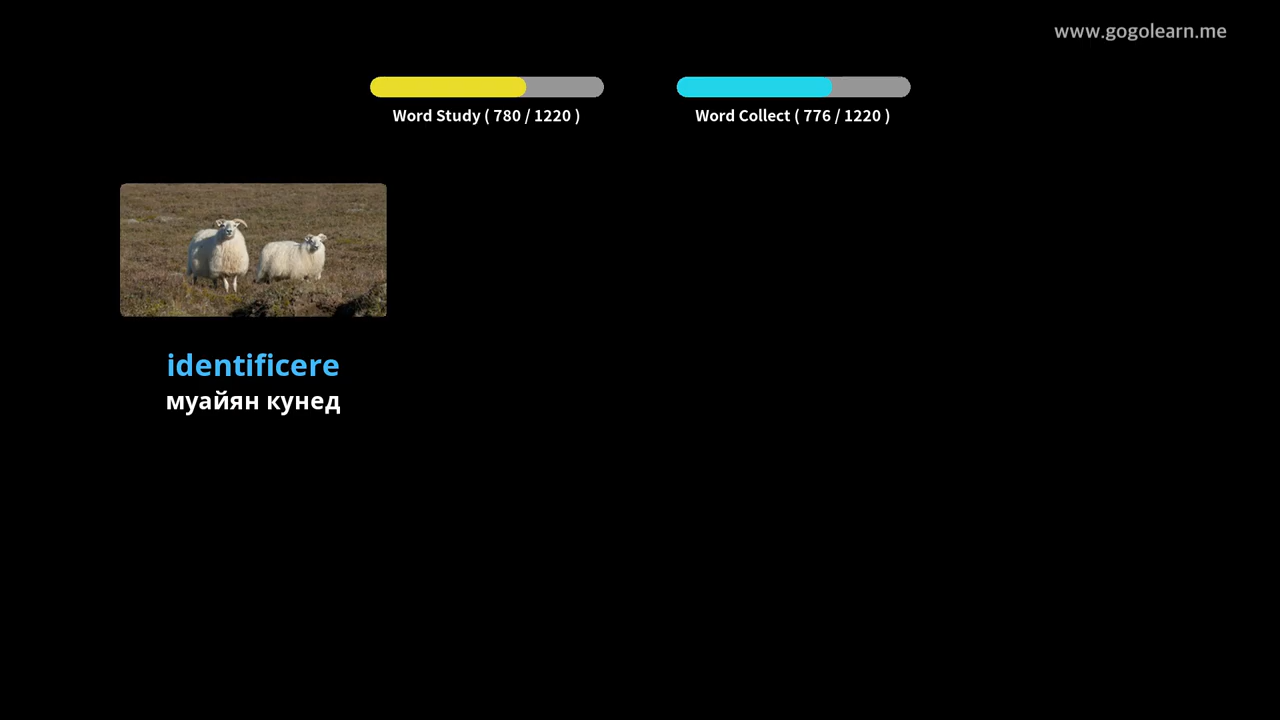 www.gogolearn.me
Word Study ( 780 / 1220 )
Word Collect ( 776 / 1220 )
identificere
муайян кунед